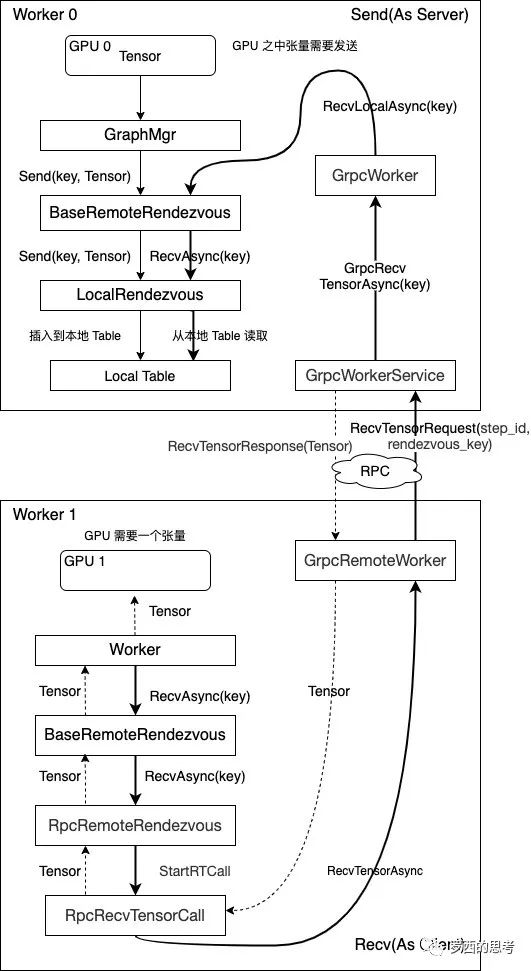 Worker 0
Send(As Server)
GPU 0
Tensor
GPU 之中张量需要发送
RecvLocalAsync(key)
GraphMgr
GrpcWorker
Send(key, Tensor)
BaseRemoteRendezvous
Send(key, Tensor)
RecvAsync(key)
GrpcRecv
TensorAsync(key)
LocalRendezvous
插入到本地 Table
从本地 Table 读取
Local Table
GrpcWorkerService
RecvTensorRequest(step_id,
rendezvous_key)
RecvTensorResponse(Tensor)
RPC
Worker 1
GPU 需要一个张量
GPU 1
GrpcRemoteWorker
Tensor
Worker
Tensor
RecvAsync(key)
Tensor
BaseRemoteRendezvous
Tensor
RecvAsync(key)
RpcRemoteRendezvous
Tensor
StartRTCall
RecvTensorAsync
RpcRecvTensorCall
Recv(As Client)
罗西的思考